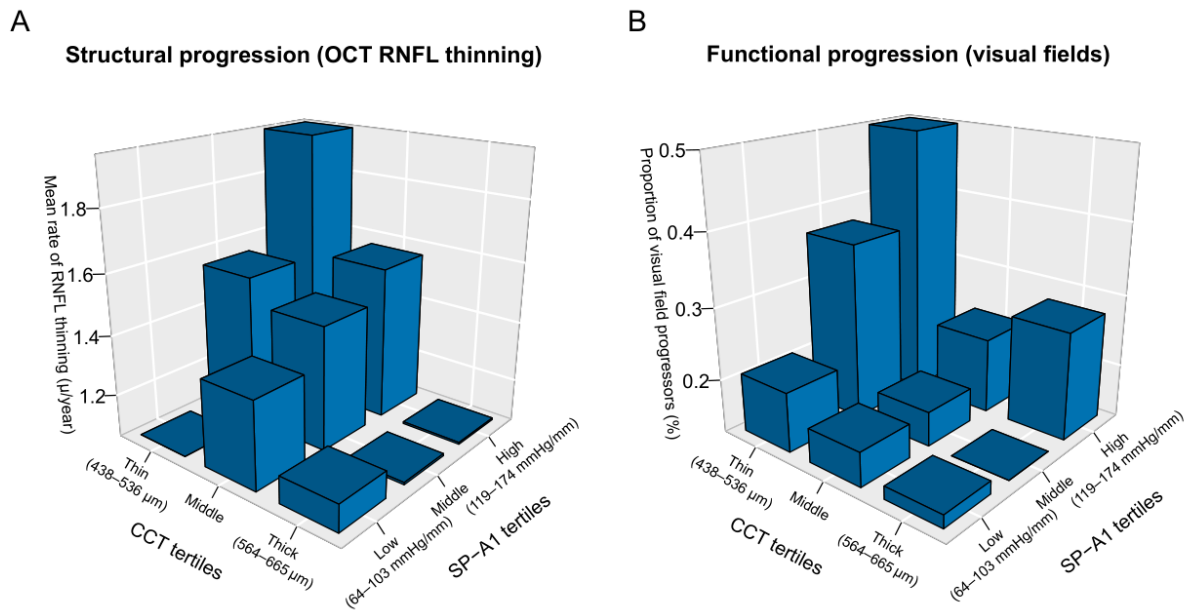 A
Structural progression (OCT RNFL thinning)
Mean rate of RNFL thinning (μ/year)
1.8
1.6
1.4
1.2
Thin
(438–536 μm)
Middle
Thick
(564–665 μm)
CCT tertiles
Low
(64–103 mmHg/mm)
Middle
High
(119–174 mmHg/mm)
SP−A1 tertiles
B
Functional progression (visual fields)
Proportion of visual field progressors (%)
0.5
0.4
0.3
0.2
Thin
(438–536 μm)
Middle
Thick
(564–665 μm)
CCT tertiles
Low
(64–103 mmHg/mm)
Middle
High
(119–174 mmHg/mm)
SP−A1 tertiles